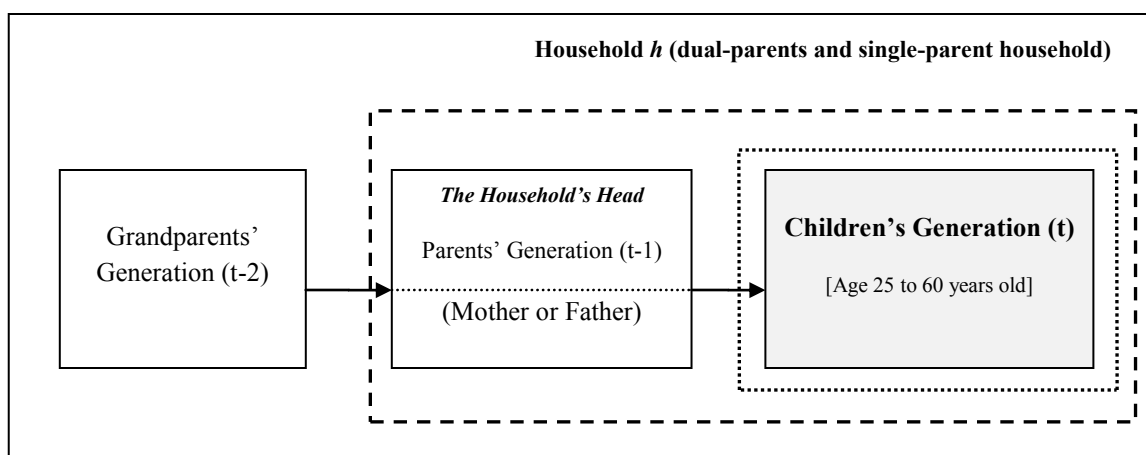 Household h (dual-parents and single-parent household)
Grandparents’
Generation (t-2)
The Household’s Head
Parents’ Generation (t-1)
(Mother or Father)
Children’s Generation (t)
[Age 25 to 60 years old]